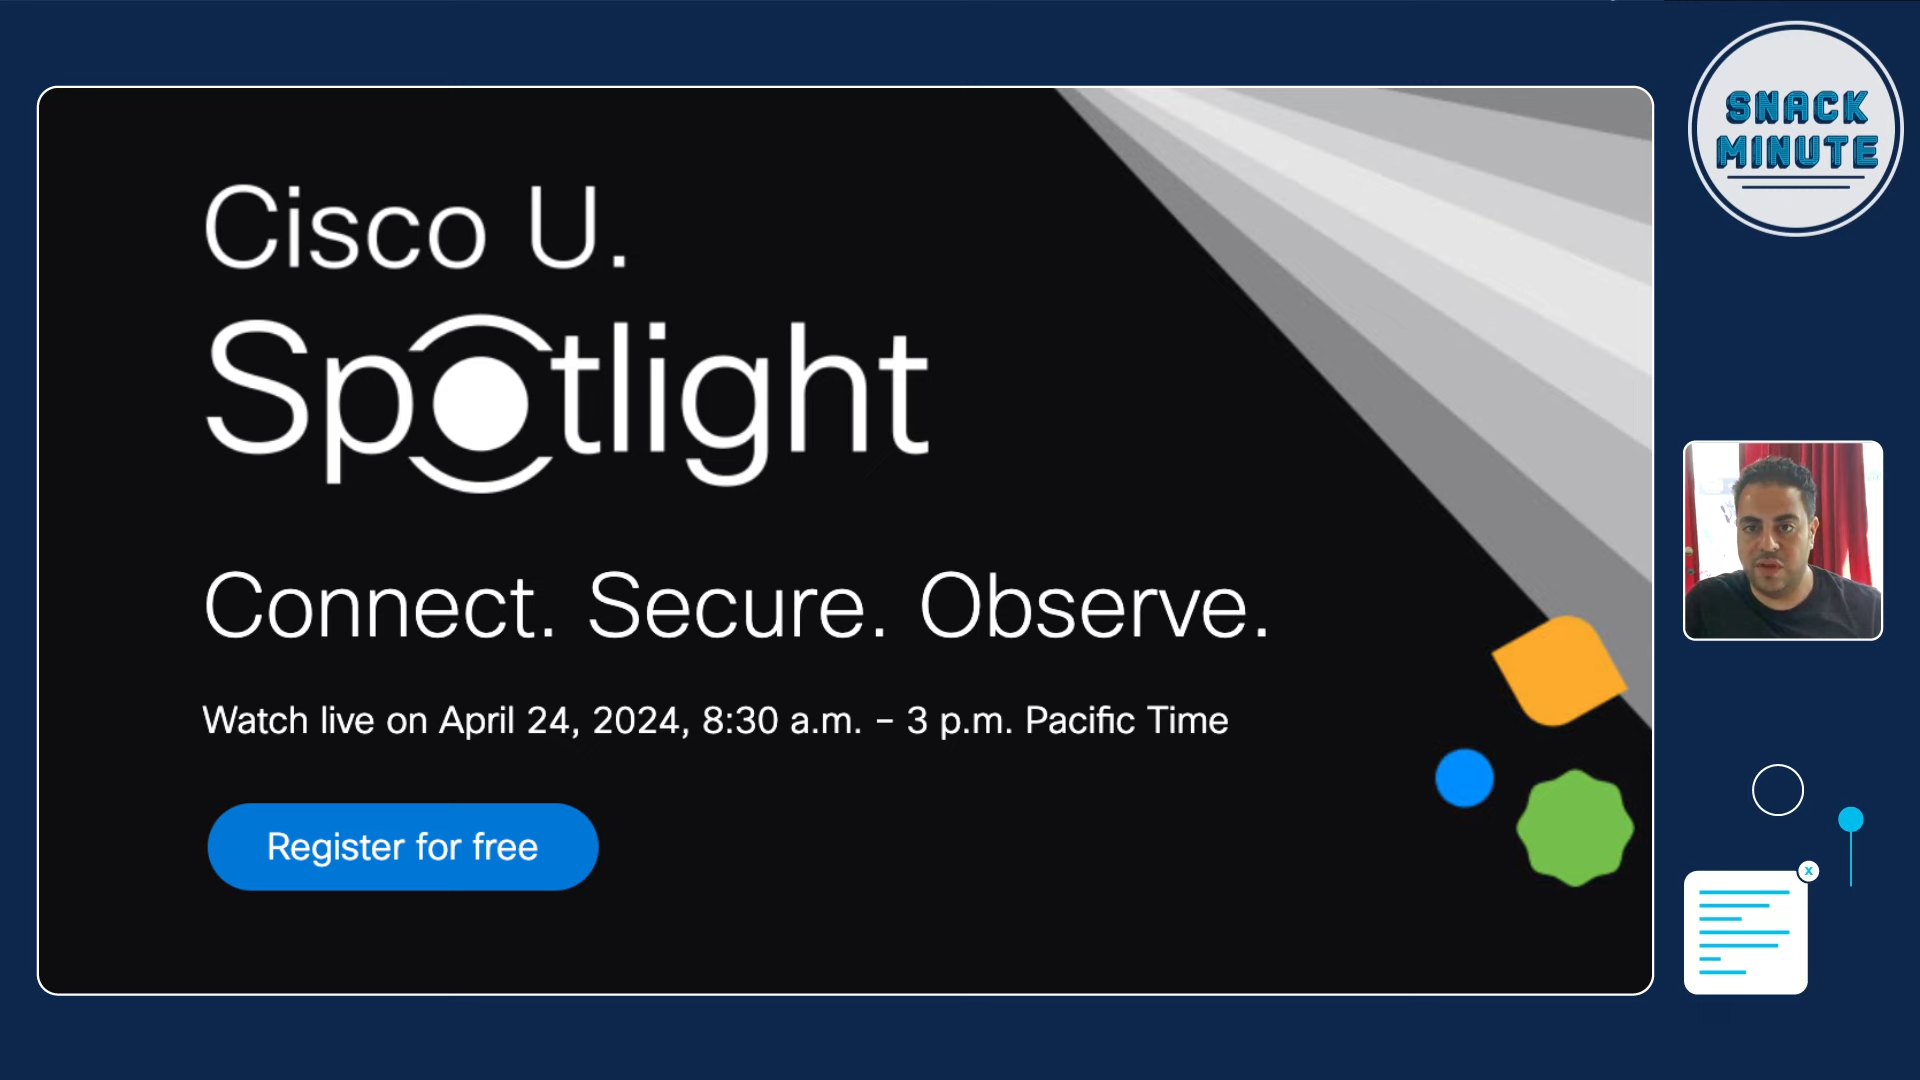 Cisco U.
Spotlight
Connect. Secure. Observe.
Watch live on April 24, 2024, 8:30 a.m. – 3 p.m. Pacific Time
Register for free
SNACK
MINUTE
x